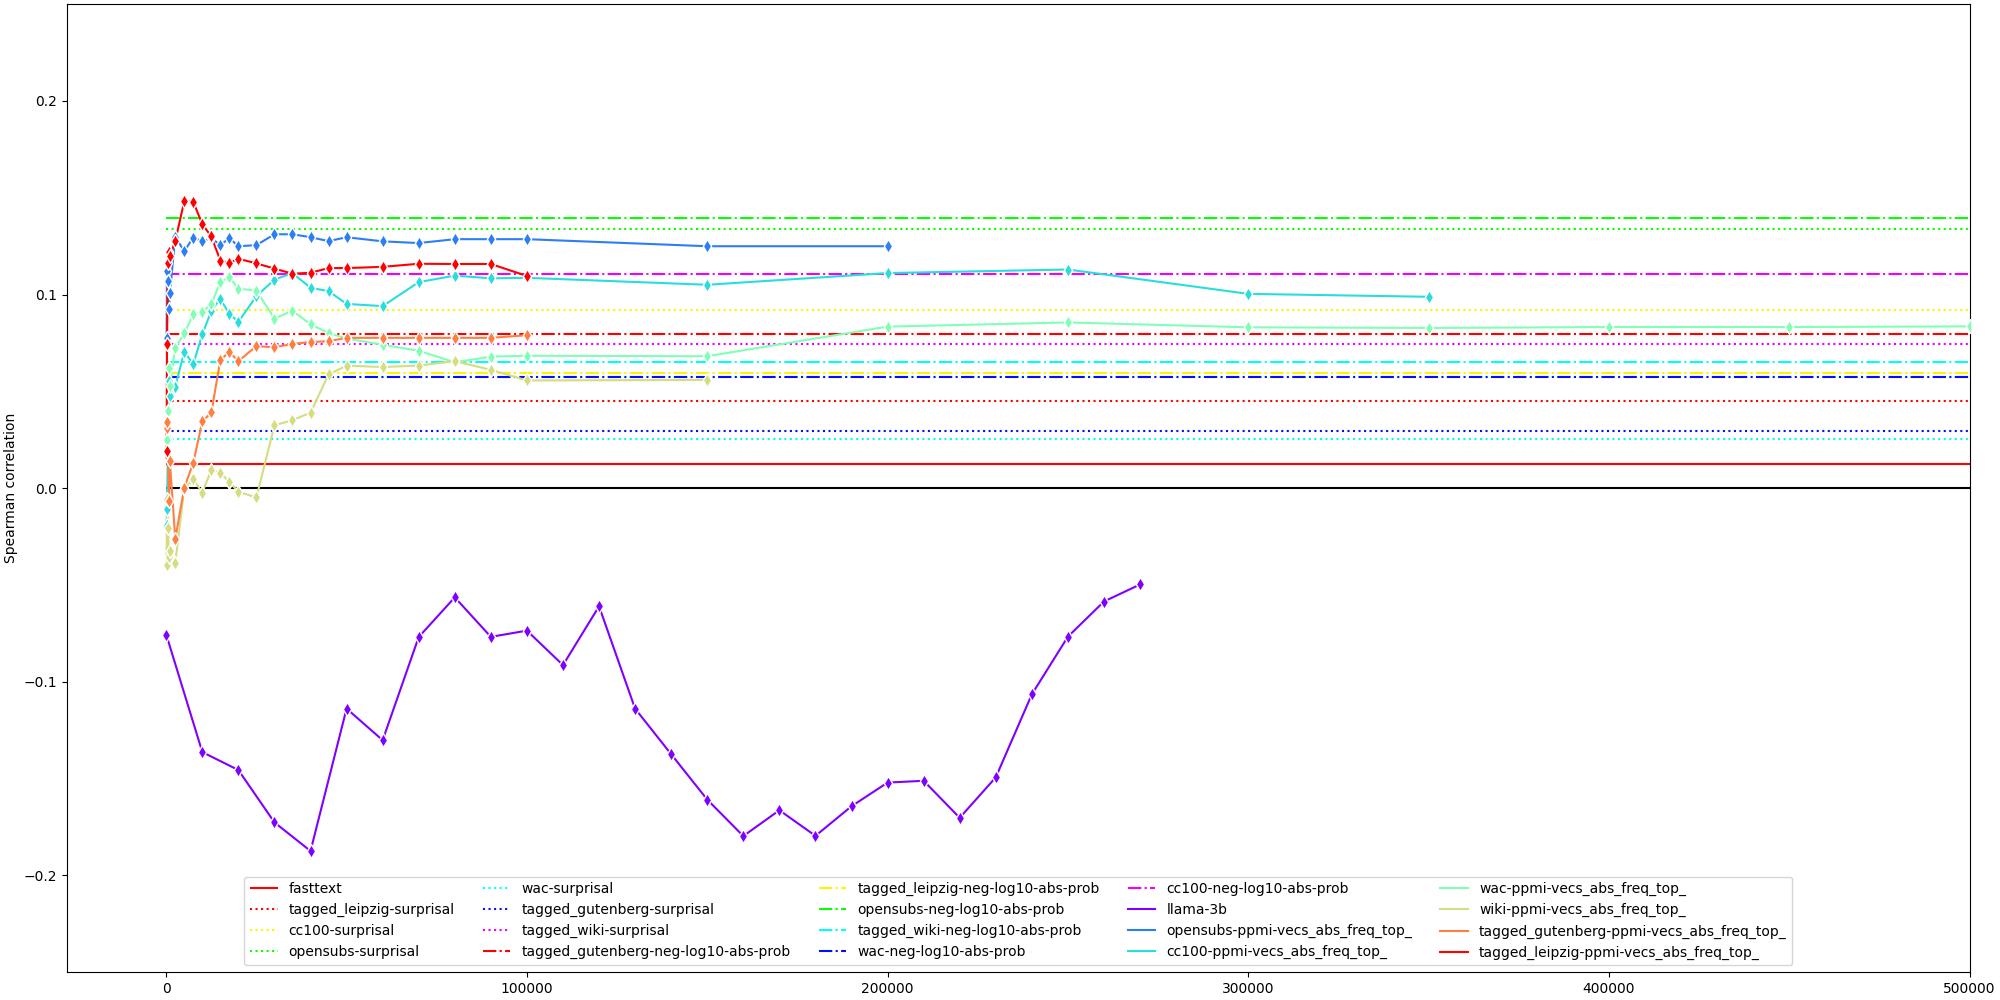 0.2
0.1
0.0
−0.1
−0.2
Spearman correlation
fasttext
tagged_leipzig-surprisal
cc100-surprisal
opensubs-surprisal
wac-surprisal
tagged_gutenberg-surprisal
tagged_wiki-surprisal
tagged_gutenberg-neg-log10-abs-prob
tagged_leipzig-neg-log10-abs-prob
opensubs-neg-log10-abs-prob
tagged_wiki-neg-log10-abs-prob
wac-neg-log10-abs-prob
cc100-neg-log10-abs-prob
llama-3b
opensubs-ppmi-vecs_abs_freq_top_
cc100-ppmi-vecs_abs_freq_top_
wac-ppmi-vecs_abs_freq_top_
wiki-ppmi-vecs_abs_freq_top_
tagged_gutenberg-ppmi-vecs_abs_freq_top_
tagged_leipzig-ppmi-vecs_abs_freq_top_
0 100000 200000 300000 400000 500000